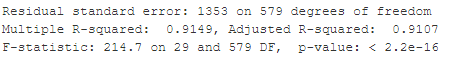 Residual standard error: 1353 on 579 degrees of freedom
Multiple R-squared:  0.9149, Adjusted R-squared:  0.9107
F-statistic: 214.7 on 29 and 579 DF,  p-value: < 2.2e-16